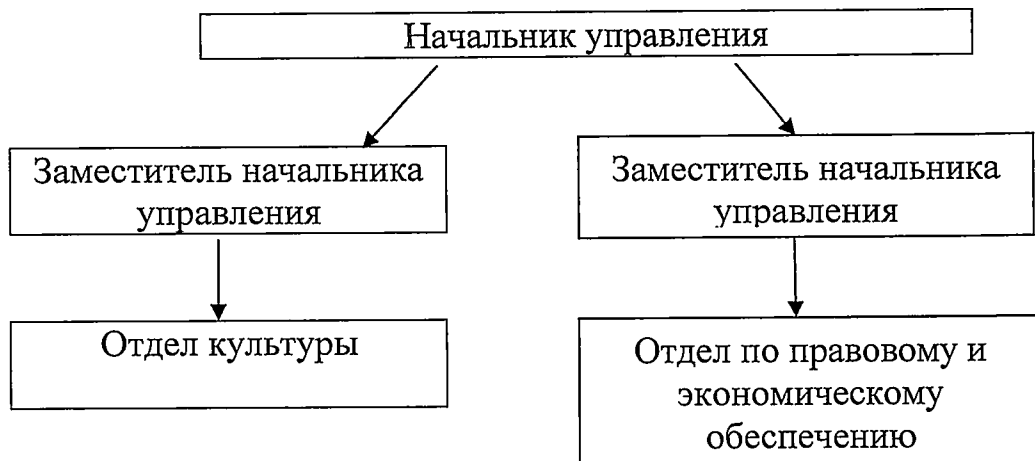 Начальник управления
Заместитель начальника
управления
Заместитель начальника
управления
Отдел культуры
Отдел по правовому и
экономическому
обеспечению